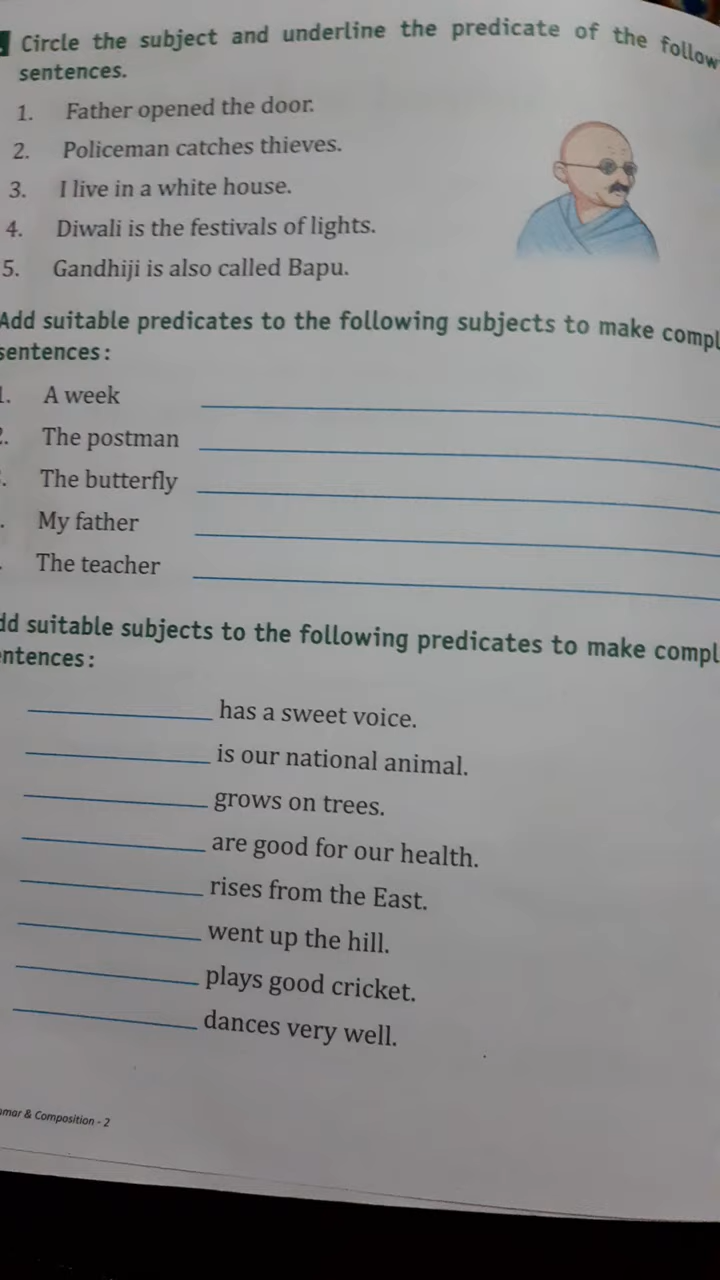 Circle the subject and underline the predicate of the follow
sentences.
1. Father opened the door.
2. Policeman catches thieves.
3. I live in a white house.
4. Diwali is the festivals of lights.
5. Gandhiji is also called Bapu.
Add suitable predicates to the following subjects to make compl
sentences:
1. A week
2. The postman
The butterfly
My father
The teacher
dd suitable subjects to the following predicates to make compl
entences:
has a sweet voice.
is our national animal.
grows on trees.
are good for our health.
rises from the East.
went up the hill.
plays good cricket.
dances very well.
mar & Composition - 2